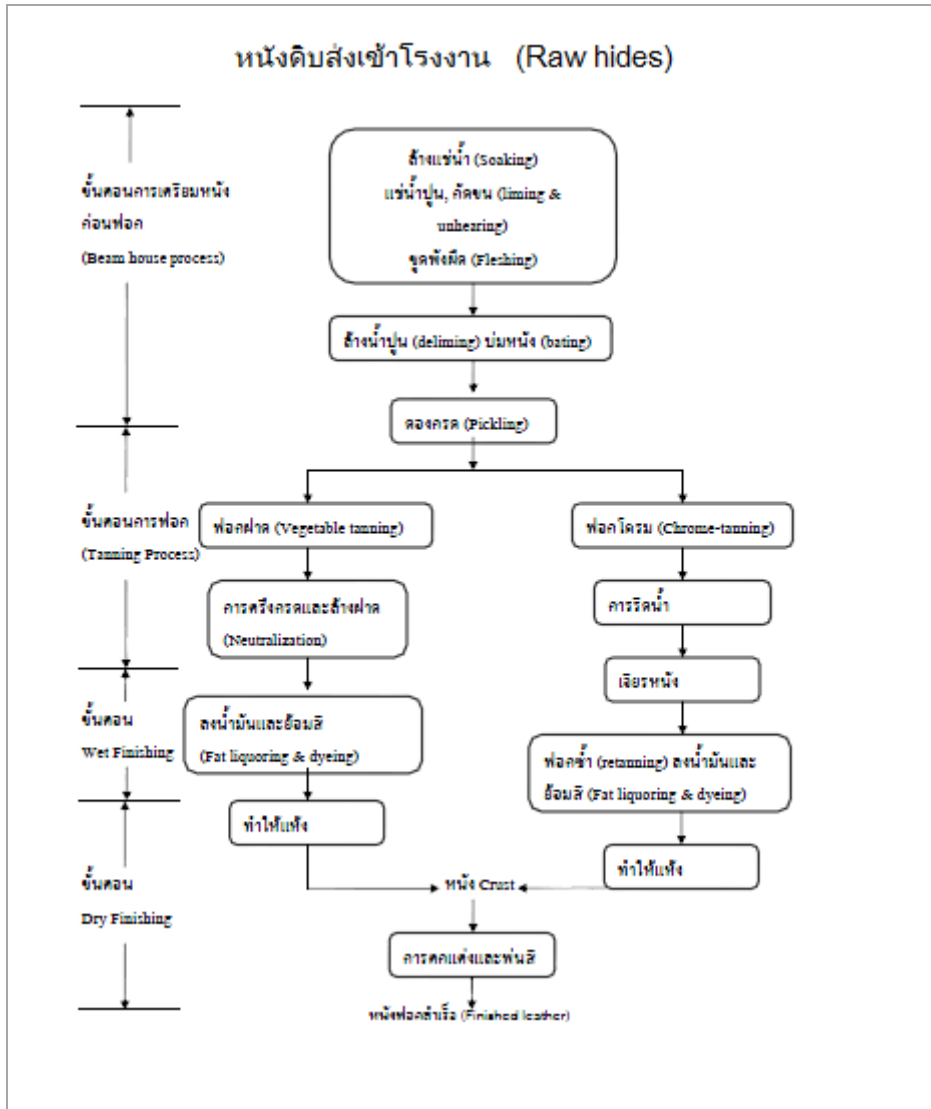 หนังดิบส่งเข้าโรงงาน (Raw hides)
ขั้นตอนการเตรียมหนัง
ก่อนฟอก
(Beam house process)
ล้างแช่น้ำ (Soaking)
แช่น้ำปูน, กัดขน (liming &
unhearing)
ขูดพังผืด (Fleshing)
ล้างน้ำปูน (deliming) บ่มหนัง (bating)
ดองกรด (Pickling)
ขั้นตอนการฟอก
(Tanning Process)
ฟอกฝาด (Vegetable tanning)
ฟอกโครม (Chrome-tanning)
การตรึงกรดและล้างฝาด
(Neutralization)
การรีดน้ำ
เจียรหนัง
ขั้นตอน
Wet Finishing
ลงน้ำมันและย้อมสี
(Fat liquoring & dyeing)
ฟอกซ้ำ (retanning) ลงน้ำมันและ
ย้อมสี (Fat liquoring & dyeing)
ขั้นตอน
Dry Finishing
ทำให้แห้ง
ทำให้แห้ง
หนัง Crust
การตกแต่งและพ่นสี
หนังฟอกสำเร็จ (Finished leather)